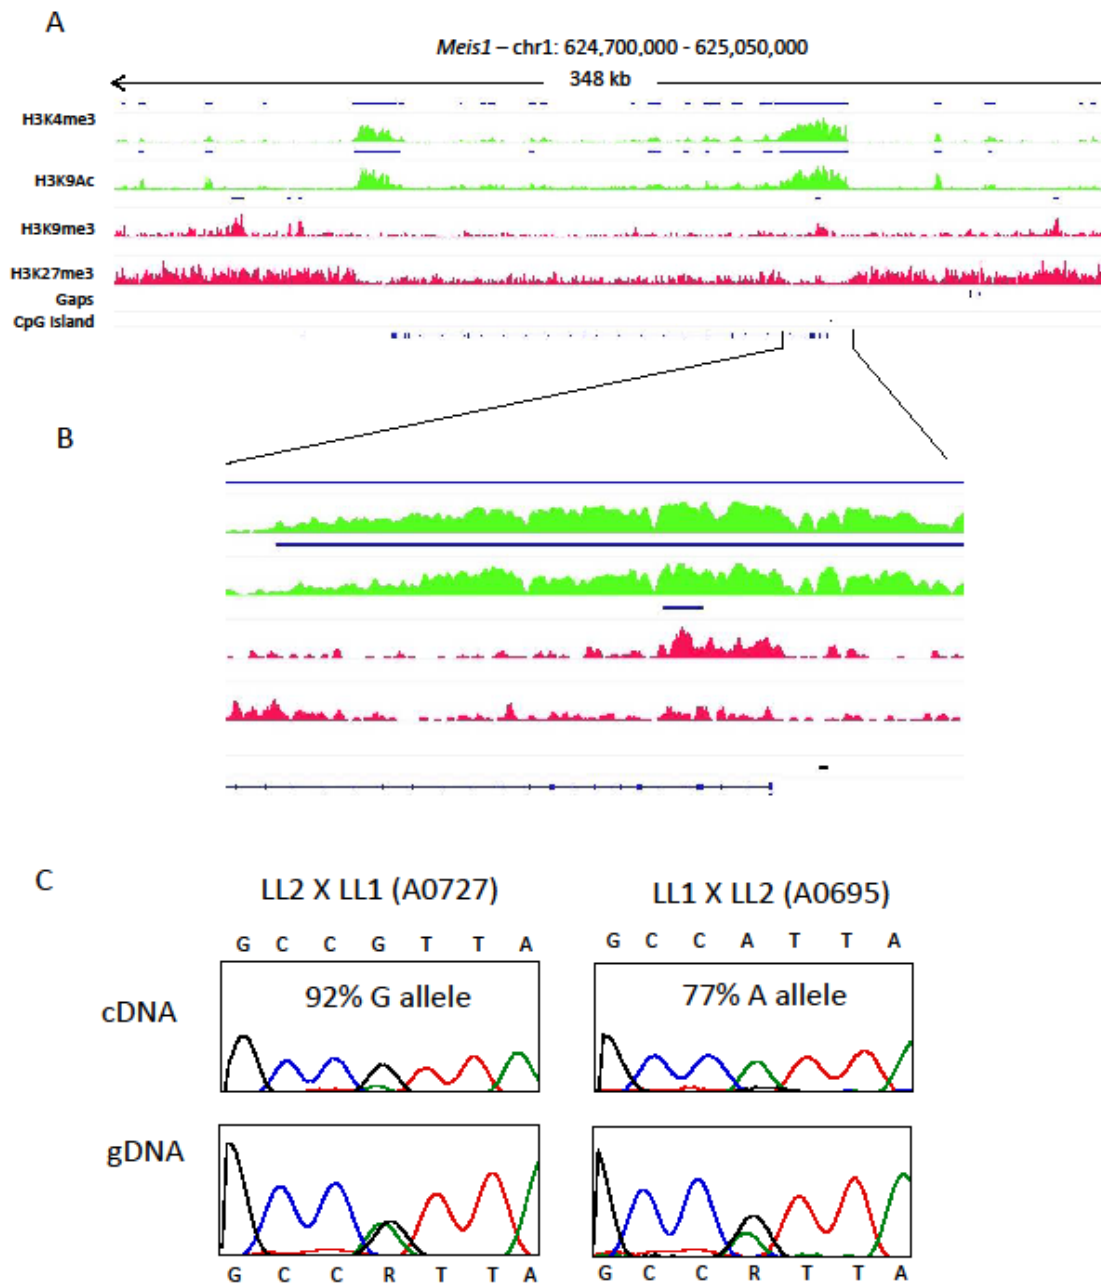 A
Meis1 – chr1: 624,700,000 - 625,050,000
348 kb
H3K4me3
H3K9Ac
H3K9me3
H3K27me3
Gaps
CpG Island
B
C
LL2 X LL1 (A0727)
LL1 X LL2 (A0695)
G C C G T T A
G C C A T T A
cDNA
92% G allele
77% A allele
gDNA
G C C R T T A
G C C R T T A